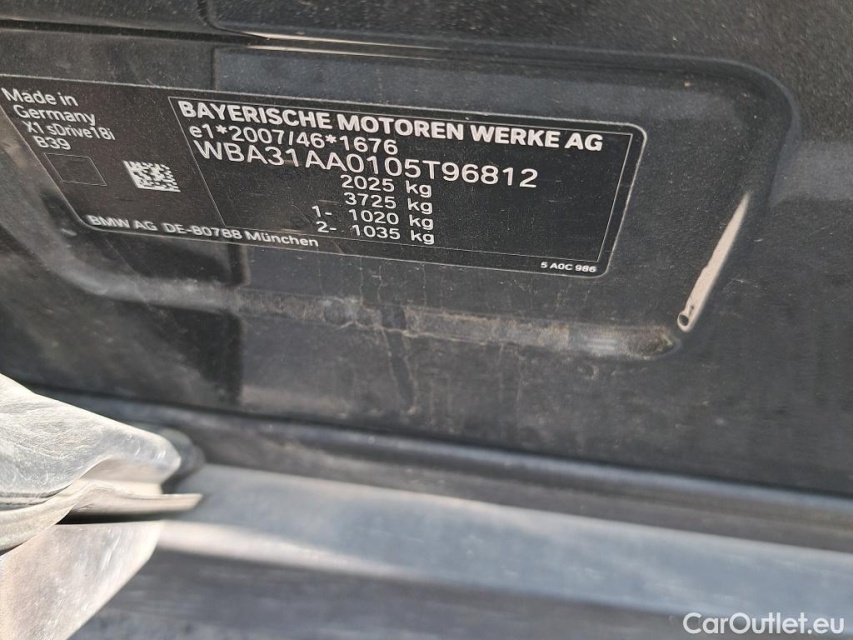 Made in
Germany
X1 sDrive18i
B39
BAYERISCHE MOTOREN WERKE AG
e1*2007/46*1676
WBA31AA0105T96812
2025 kg
3725 kg
1- 1020 kg
2- 1035 kg
BMW AG DE-80788 München
5 A0C 986
CarOutlet.eu